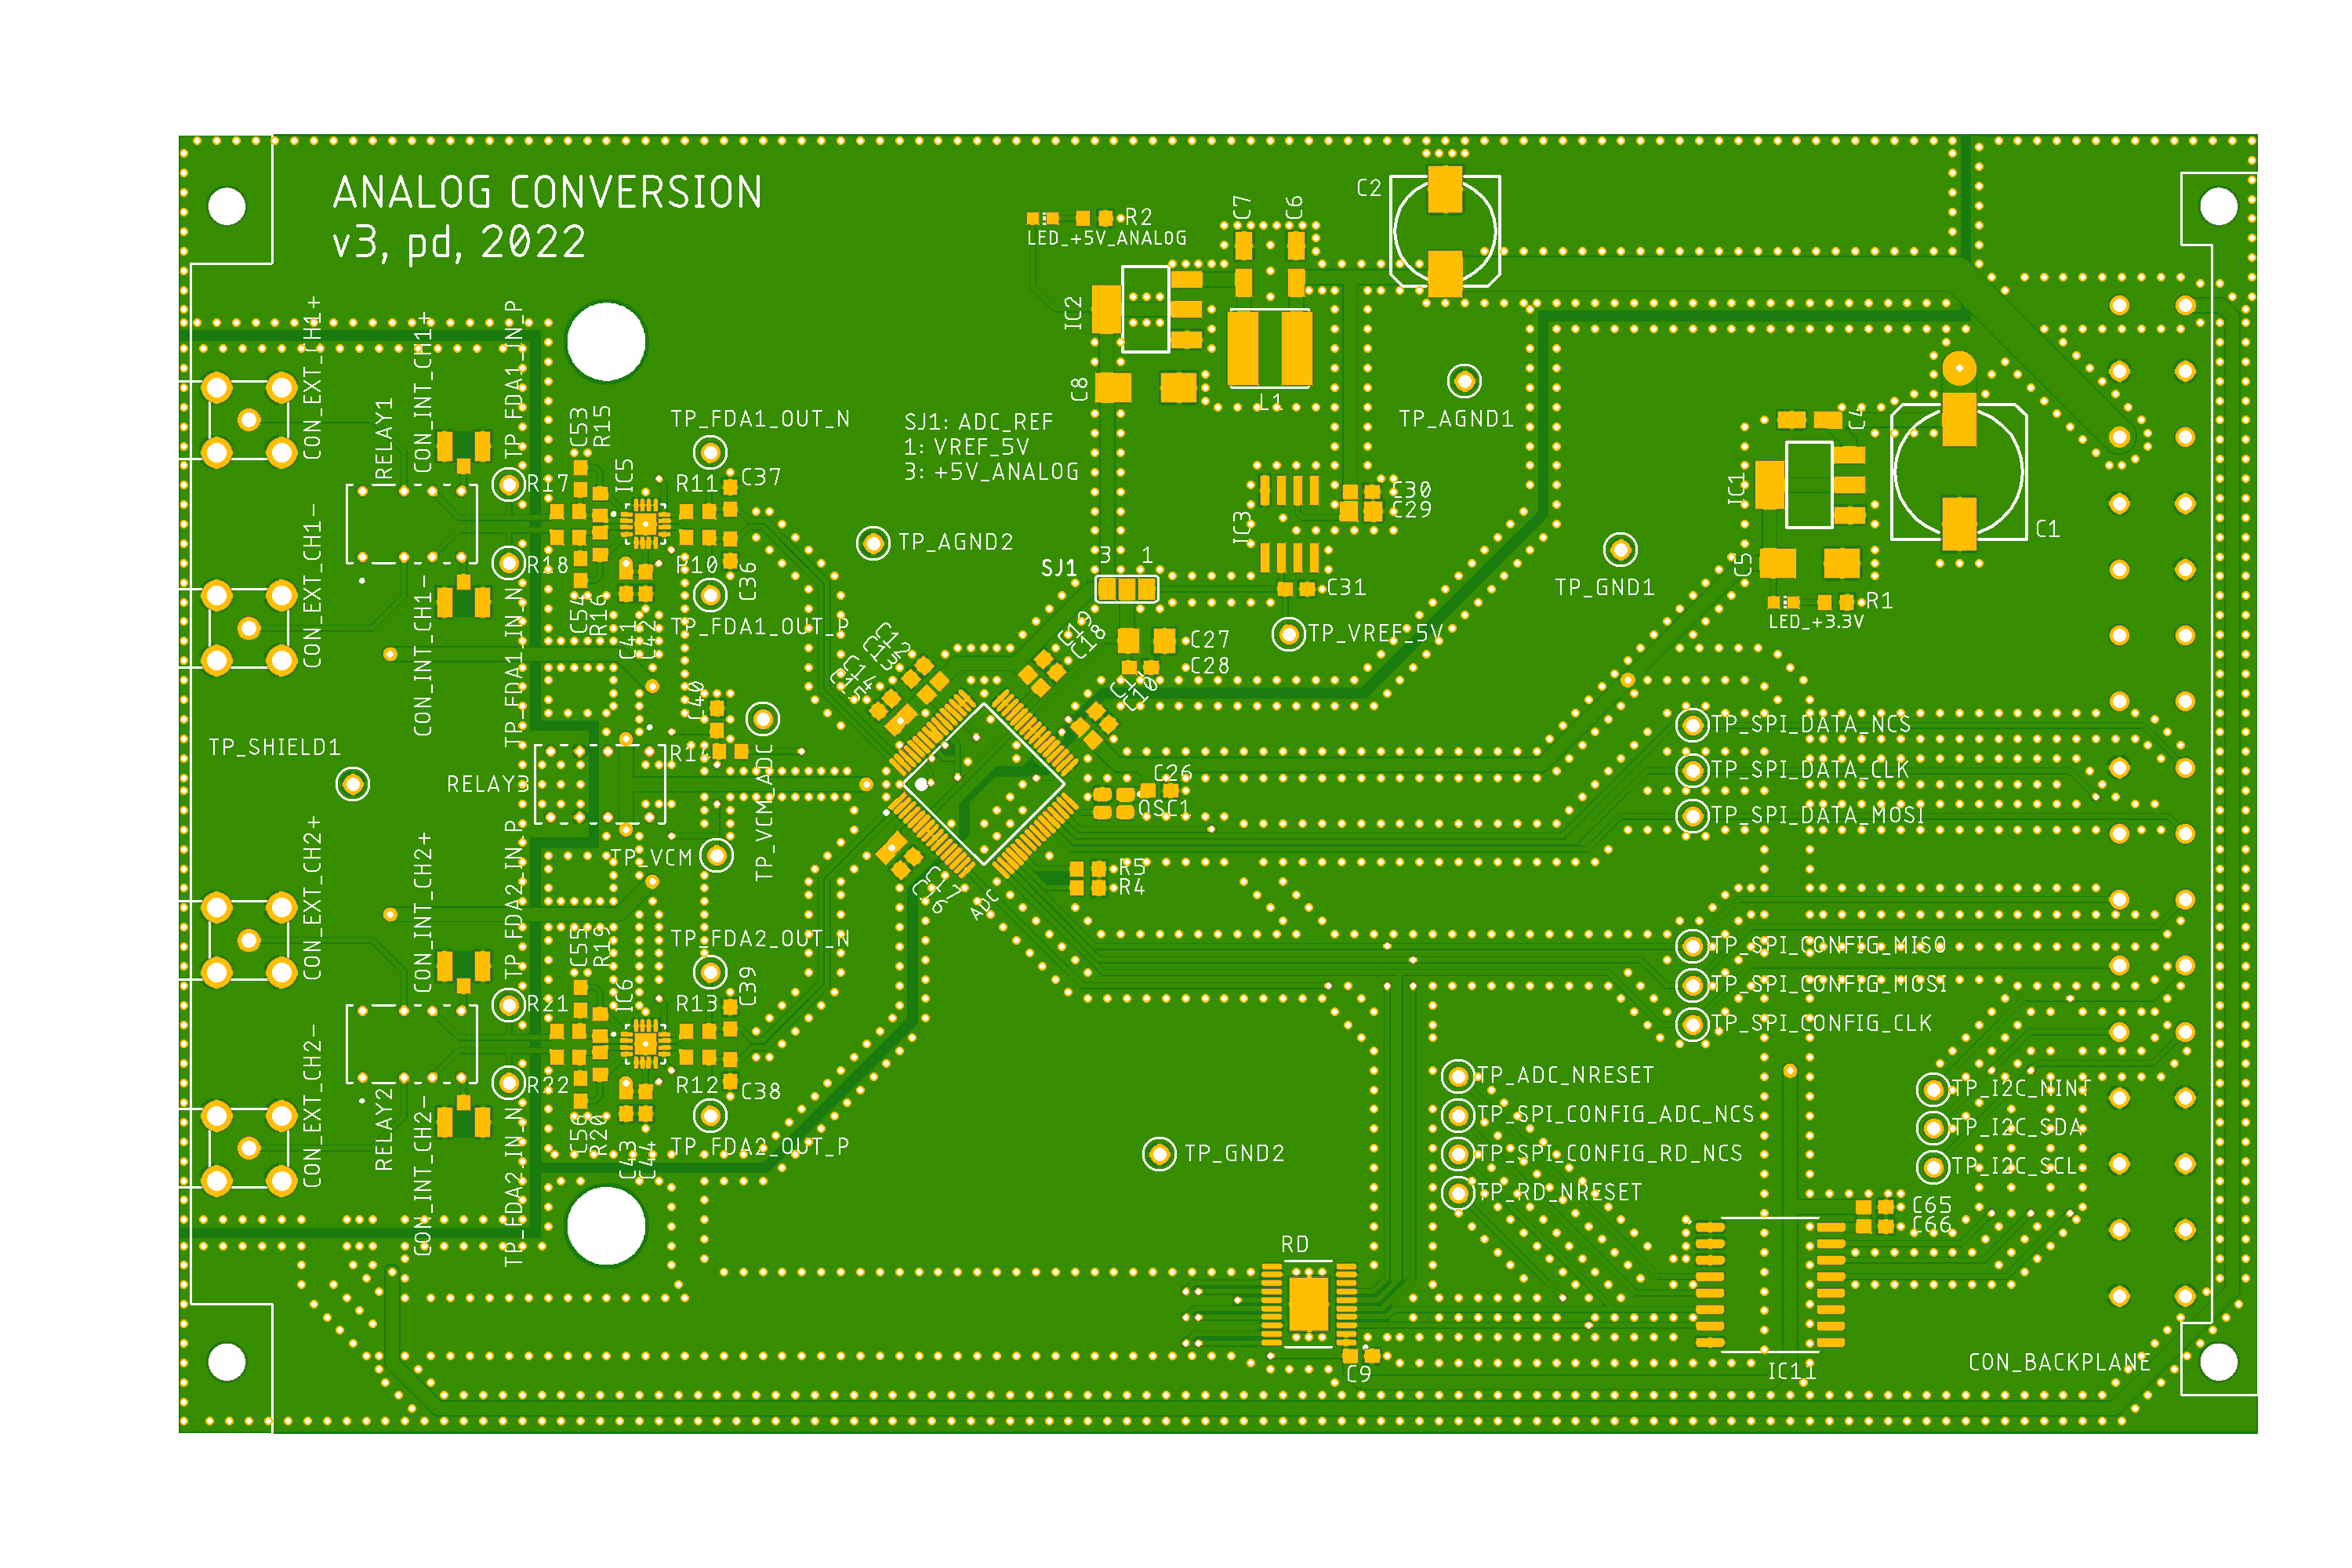 ANALOG CONVERSION
v3, pd, 2022
C2
C7
C6
R2
LED_+5V_ANALOG
IC2
C8
L1
CON_EXT_CH1+
CON_INT_CH1+
TP_FDA1_IN_P
RELAY1
C53
R15
TP_FDA1_OUT_N
SJ1: ADC_REF
1: VREF_5V
3: +5V_ANALOG
TP_AGND1
C4
R17
IC5
R11
C37
C30
C29
IC3
IC1
C1
CON_EXT_CH1-
TP_AGND2
R18
R10
C36
SJ1
3
1
C31
TP_GND1
C5
R1
LED_+3.3V
CON_INT_CH1-
TP_FDA1_IN_N
C54
R16
C41
C42
TP_FDA1_OUT_P
TP_VREF_5V
C12
C13
C14
C15
C19
C18
C27
C28
C10
C40
TP_SHIELD1
R14
TP_VCM_ADC
TP_SPI_DATA_NCS
RELAY3
C26
OSC1
TP_SPI_DATA_CLK
TP_SPI_DATA_MOSI
TP_VCM
R5
R4
C17
C16
ADC
CON_EXT_CH2+
CON_INT_CH2+
TP_FDA2_IN_P
C55
R19
TP_FDA2_OUT_N
TP_SPI_CONFIG_MISO
TP_SPI_CONFIG_MOSI
R21
IC6
R13
C39
TP_SPI_CONFIG_CLK
CON_EXT_CH2-
R22
R12
C38
TP_ADC_NRESET
TP_I2C_NINT
RELAY2
CON_INT_CH2-
TP_FDA2_IN_N
C56
R20
C43
C44
TP_FDA2_OUT_P
TP_SPI_CONFIG_ADC_NCS
TP_I2C_SDA
TP_GND2
TP_SPI_CONFIG_RD_NCS
TP_I2C_SCL
TP_RD_NRESET
C65
C66
RD
C9
IC11
CON_BACKPLANE